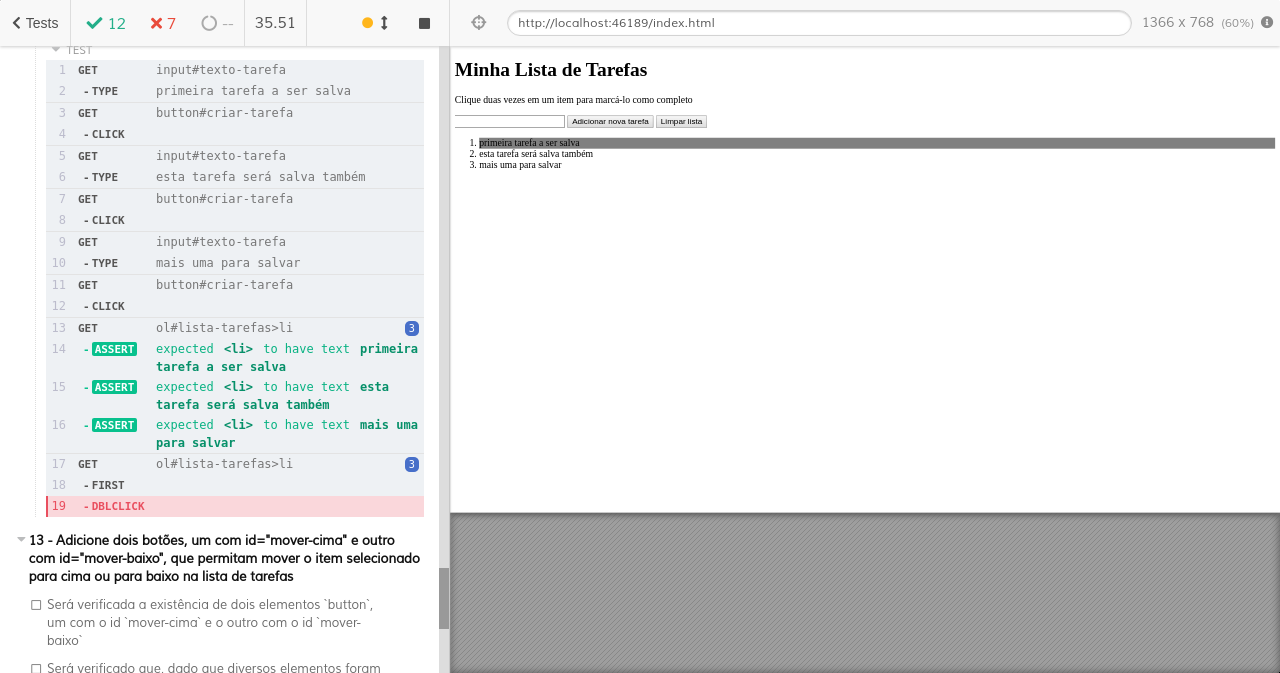 Tests
12
7
--
35.51
http://localhost:46189/index.html
1366 x 768 (60%)
TEST
1 GET input#texto-tarefa
2 - TYPE primeira tarefa a ser salva
3 GET button#criar-tarefa
4 - CLICK
5 GET input#texto-tarefa
6 - TYPE esta tarefa será salva também
7 GET button#criar-tarefa
8 - CLICK
9 GET input#texto-tarefa
10 - TYPE mais uma para salvar
11 GET button#criar-tarefa
12 - CLICK
13 GET ol#lista-tarefas>li 3
14 - ASSERT expected <li> to have text primeira
tarefa a ser salva
15 - ASSERT expected <li> to have text esta
tarefa será salva também
16 - ASSERT expected <li> to have text mais uma
para salvar
17 GET ol#lista-tarefas>li 3
18 - FIRST
19 - DBLCLICK
13 - Adicione dois botões, um com id="mover-cima" e outro
com id="mover-baixo", que permitam mover o item selecionado
para cima ou para baixo na lista de tarefas
Será verificada a existência de dois elementos `button`,
um com o id `mover-cima` e o outro com o id `mover-
baixo`
Será verificado que, dado que diversos elementos foram
Minha Lista de Tarefas
Clique duas vezes em um item para marcá-lo como completo
Adicionar nova tarefa Limpar lista
1. primeira tarefa a ser salva
2. esta tarefa será salva também
3. mais uma para salvar